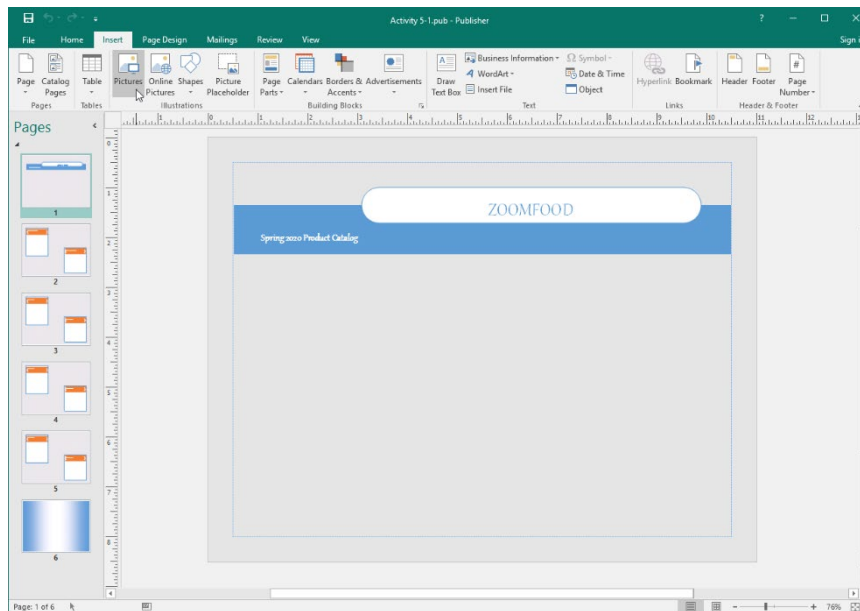 Activity 5-1.pub - Publisher
?
File Home Insert Page Design Mailings Review View Sign i
Page
Catalog Pages
Table
Pictures
Online Pictures
Shapes
Picture Placeholder
Page Parts
Calendars
Borders & Accents
Advertisements
Draw Text Box
Business Information
WordArt
Insert File
Symbol
Date & Time
Object
Hyperlink
Bookmark
Header
Footer
Page Number
Pages Tables Illustrations Building Blocks Text Links Header & Footer
Pages
1
2
3
4
5
6
ZOOMFOOD
Spring 2020 Product Catalog
Page: 1 of 6
76%